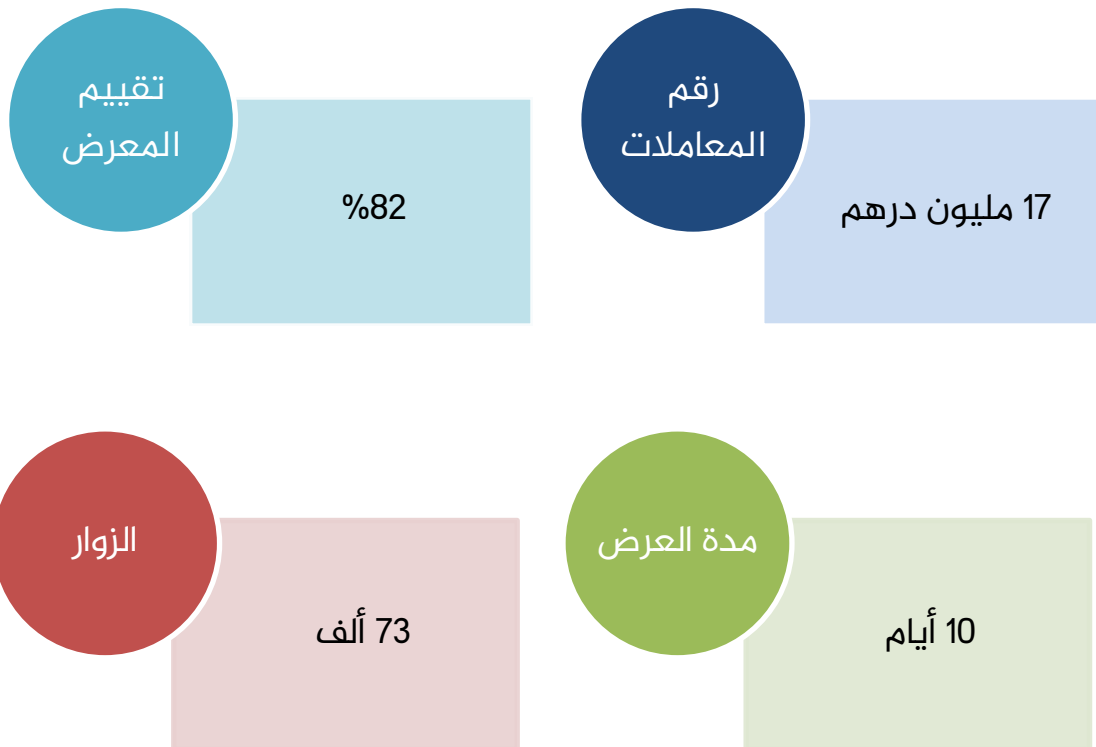 رقم
المعاملات
17 مليون درهم
تقييم
المعرض
%82
مدة العرض
10 أيام
الزوار
73 ألف